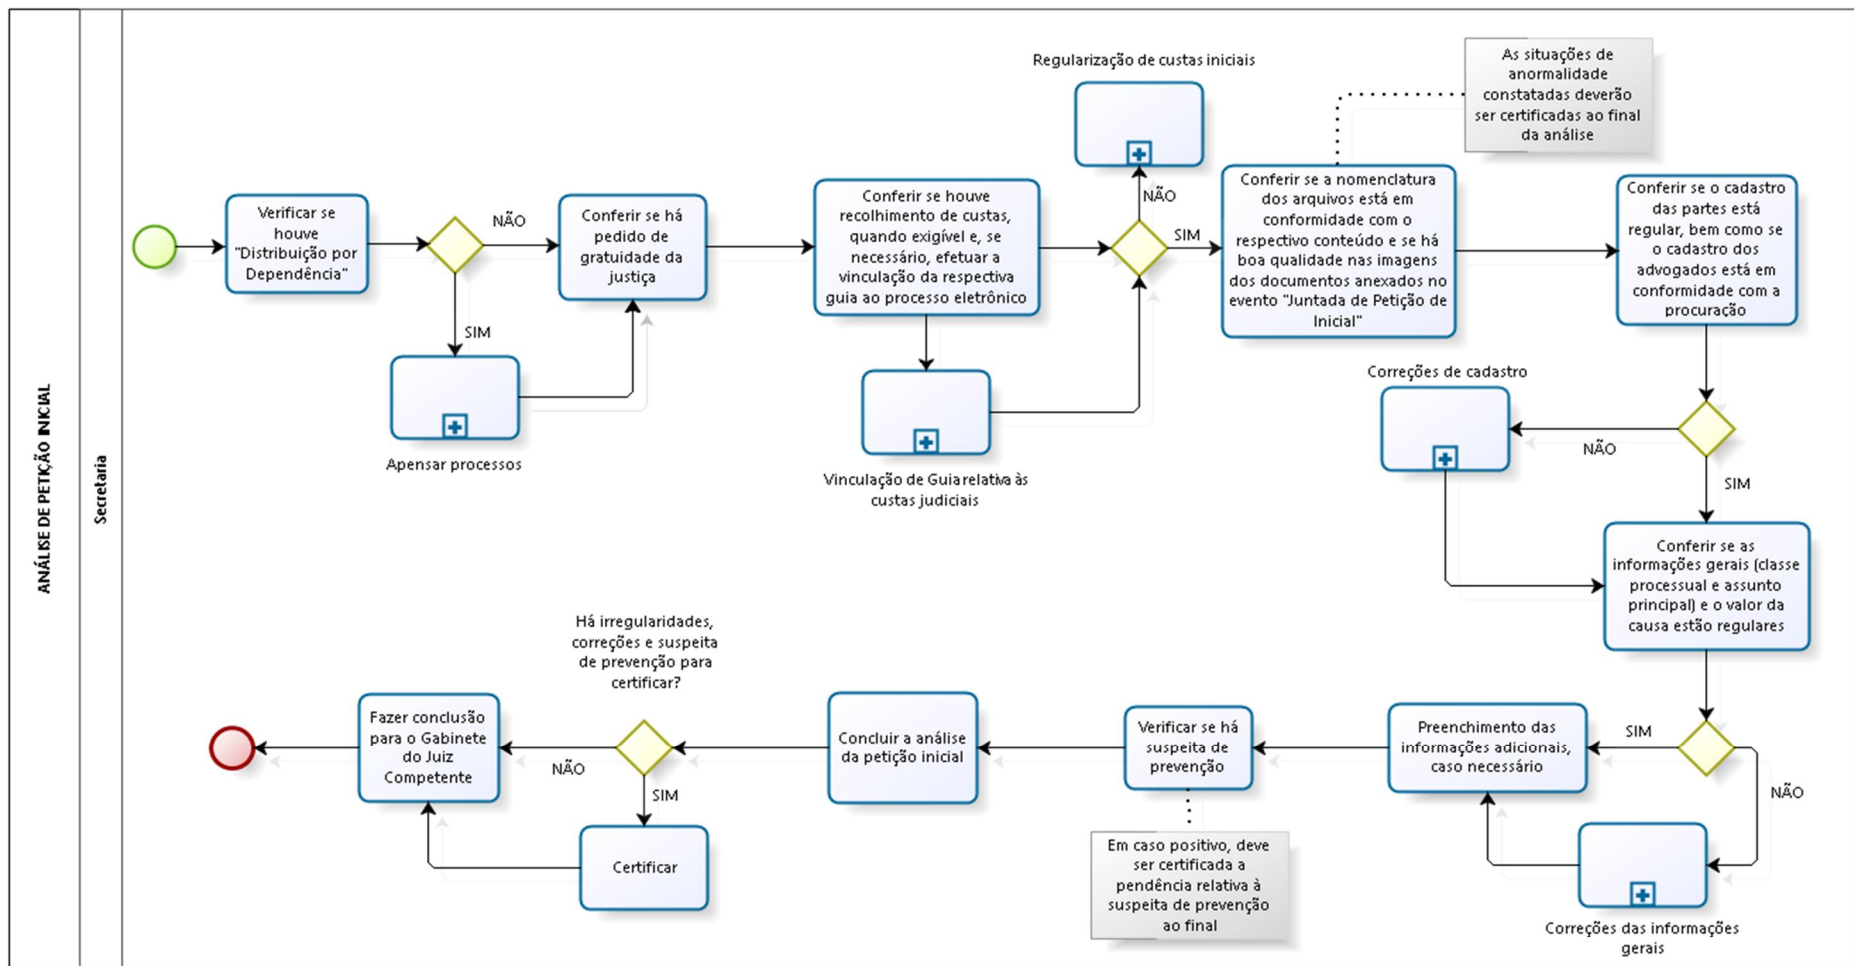 ANÁLISE DE PETIÇÃO INICIAL
Secretaria
Verificar se
houve
"Distribuição por
Dependência"
NÃO
SIM
Apensar processos
Conferir se há
pedido de
gratuidade da
justiça
Conferir se houve
recolhimento de custas,
quando exigível e, se
necessário, efetuar a
vinculação da respectiva
guia ao processo eletrônico
Vinculação de Guia relativa às
custas judiciais
Regularização de custas iniciais
NÃO
SIM
Conferir se a nomenclatura
dos arquivos está em
conformidade com o
respectivo conteúdo e se há
boa qualidade nas imagens
dos documentos anexados no
evento "Juntada de Petição de
Inicial"
As situações de
anormalidade
constatadas deverão
ser certificadas ao final
da análise
Conferir se o cadastro
das partes está
regular, bem como se
o cadastro dos
advogados está em
conformidade com a
procuração
Correções de cadastro
NÃO
SIM
Conferir se as
informações gerais (classe
processual e assunto
principal) e o valor da
causa estão regulares
SIM
NÃO
Correções das informações
gerais
Preenchimento das
informações adicionais,
caso necessário
Verificar se há
suspeita de
prevenção
Em caso positivo, deve
ser certificada a
pendência relativa à
suspeita de prevenção
ao final
Concluir a análise
da petição inicial
Há irregularidades,
correções e suspeita
de prevenção para
certificar?
NÃO
SIM
Certificar
Fazer conclusão
para o Gabinete
do Juiz
Competente